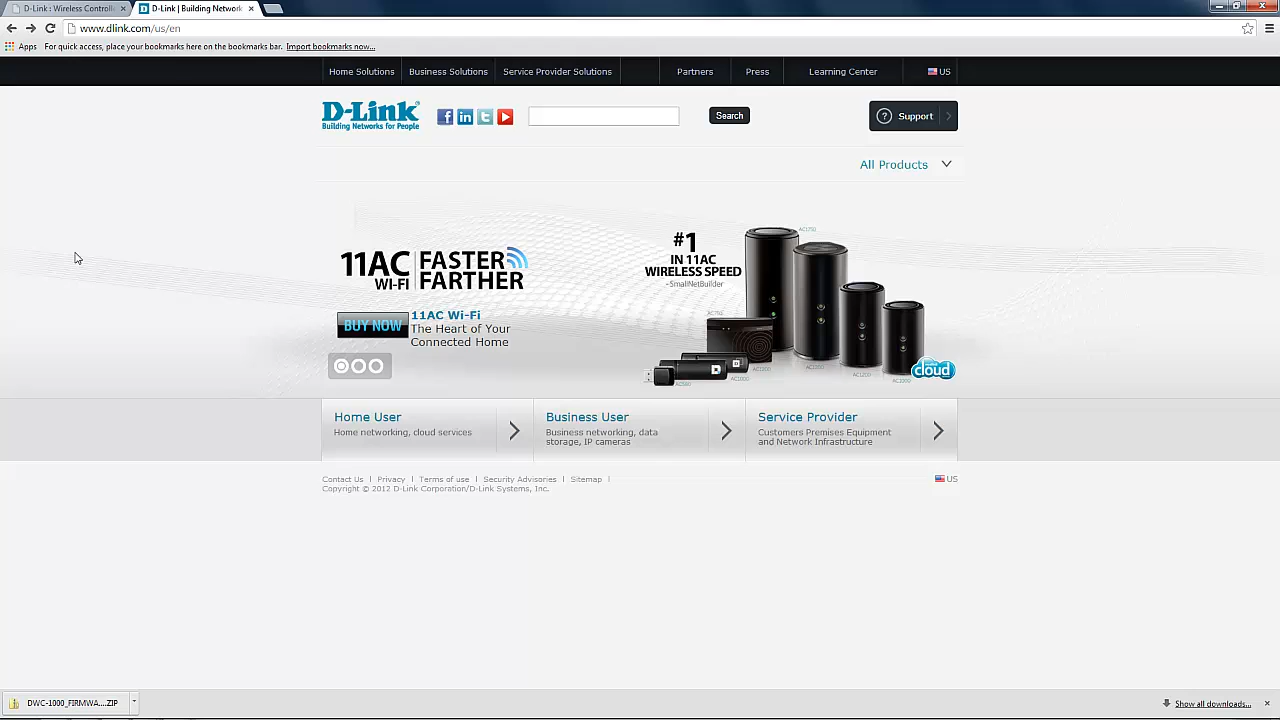 D-Link : Wireless Controlle
D-Link | Building Network
www.dlink.com/us/en
Apps For quick access, place your bookmarks here on the bookmarks bar. Import bookmarks now...
Home Solutions Business Solutions Service Provider Solutions Partners Press Learning Center US
D-Link
Building Networks for People
Search
? Support
All Products
11AC WI-FI
FASTER
FARTHER
BUY NOW
11AC Wi-Fi
The Heart of Your
Connected Home
#1
IN 11AC
WIRELESS SPEED
-SmallNetBuilder
AC1750
cloud
Home User
Home networking, cloud services
Business User
Business networking, data
storage, IP cameras
Service Provider
Customers Premises Equipment
and Network Infrastructure
Contact Us | Privacy | Terms of use | Security Advisories | Sitemap |
US
Copyright © 2012 D-Link Corporation/D-Link Systems, Inc.
DWC-1000_FIRMWA....ZIP
Show all downloads...